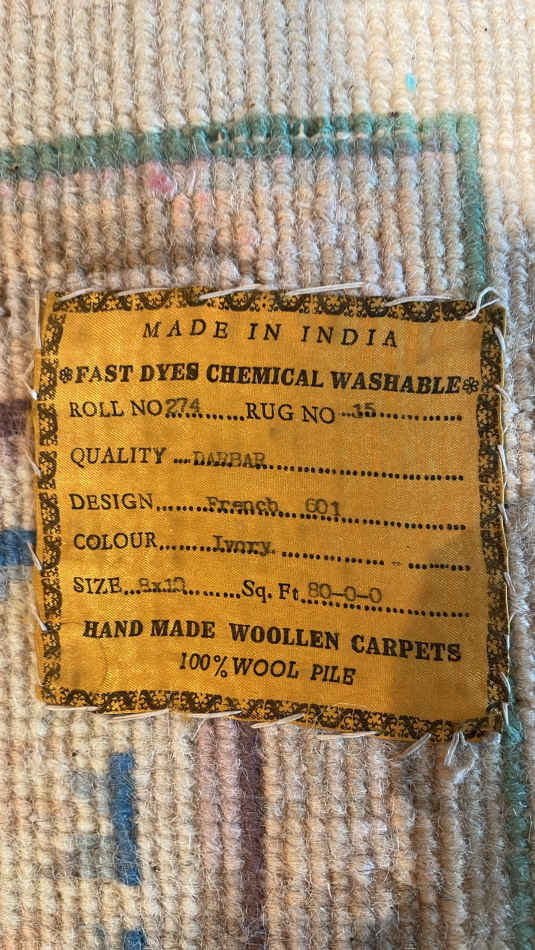 MADE IN INDIA
FAST DYES CHEMICAL WASHABLE
ROLL NO 274 RUG NO 15
QUALITY DARBAR
DESIGN French 601
COLOUR Ivory.
SIZE 8x10 Sq. Ft 80-0-0
HAND MADE WOOLLEN CARPETS
100% WOOL PILE